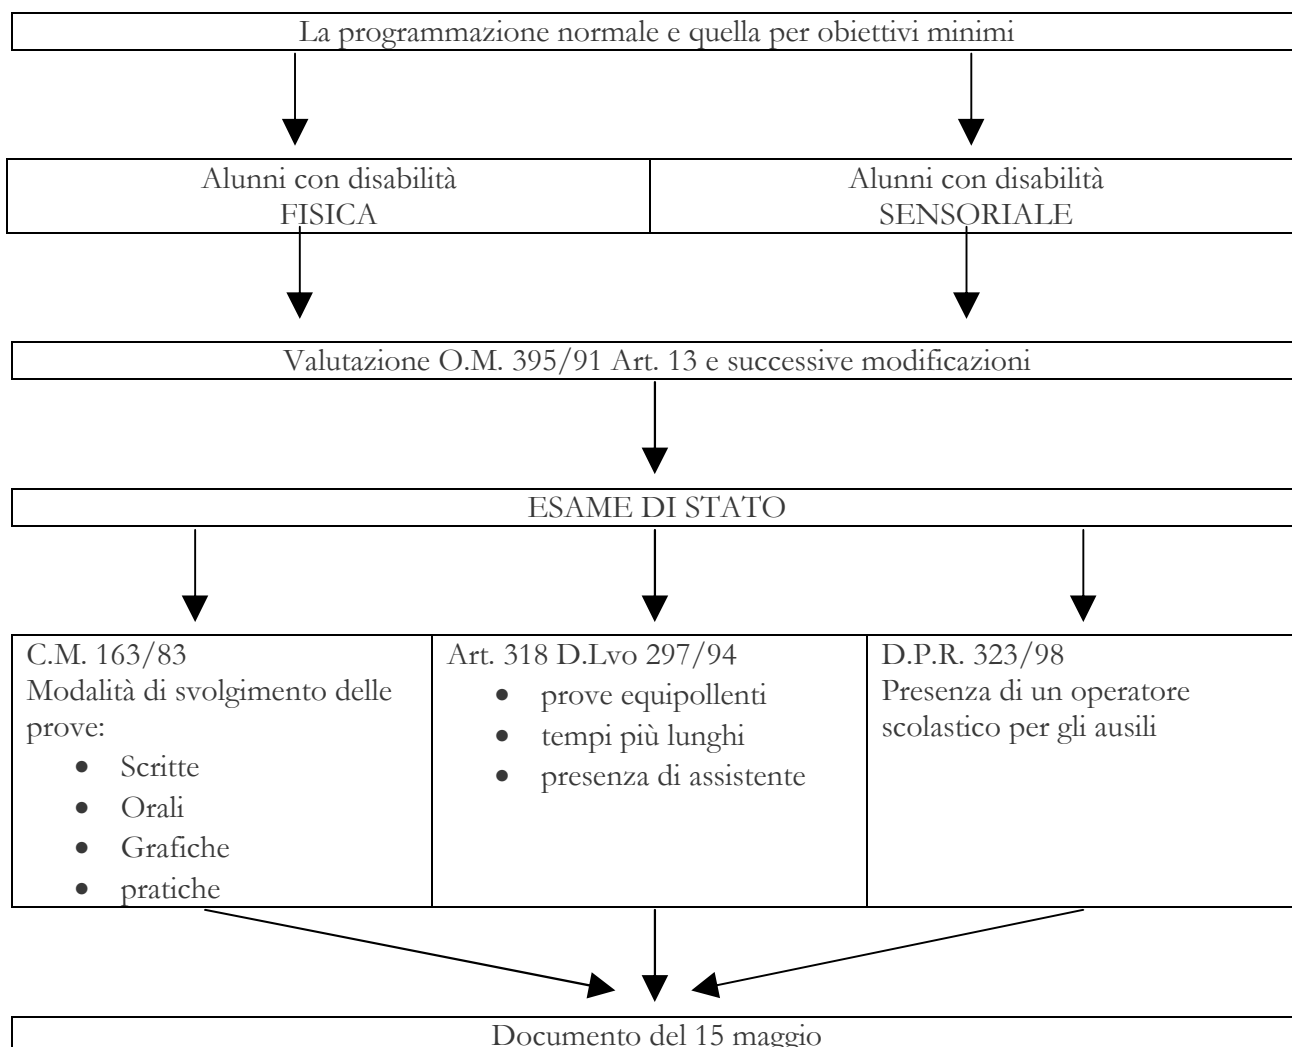 La programmazione normale e quella per obiettivi minimi
Alunni con disabilità
FISICA
Alunni con disabilità
SENSORIALE
Valutazione O.M. 395/91 Art. 13 e successive modificazioni
ESAME DI STATO
C.M. 163/83
Modalità di svolgimento delle
prove:
• Scritte
• Orali
• Grafiche
• pratiche
Art. 318 D.Lvo 297/94
• prove equipollenti
• tempi più lunghi
• presenza di assistente
D.P.R. 323/98
Presenza di un operatore
scolastico per gli ausili
Documento del 15 maggio